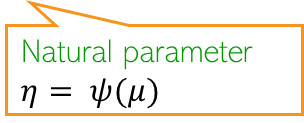 Natural parameter
η = ψ(μ)